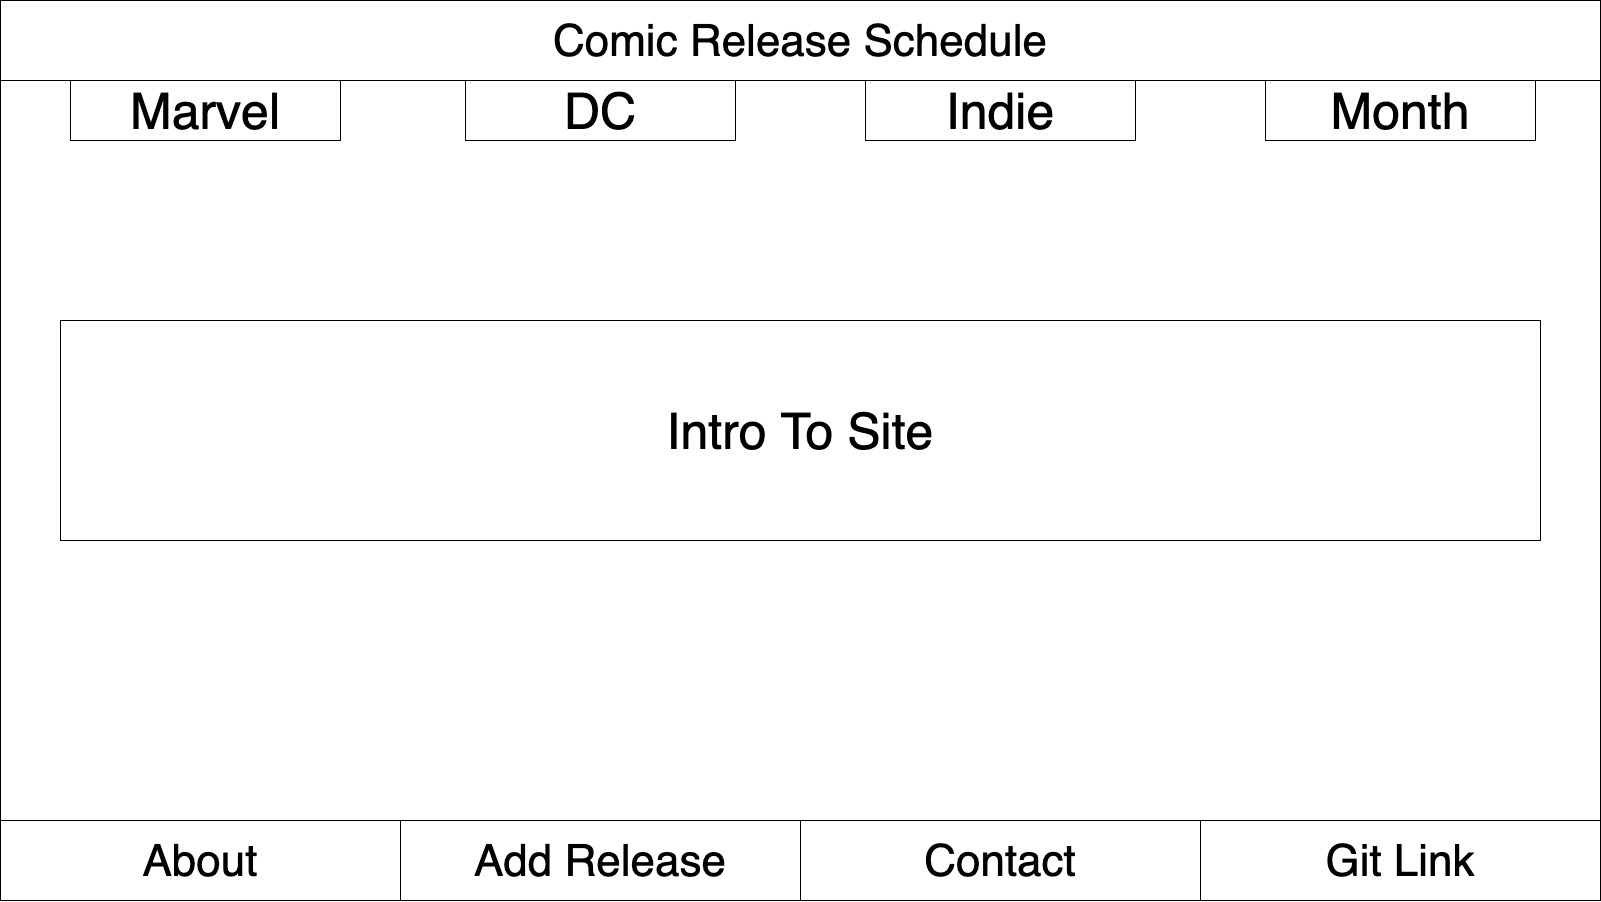 Comic Release Schedule
Marvel
DC
Indie
Month
Intro To Site
About
Add Release
Contact
Git Link